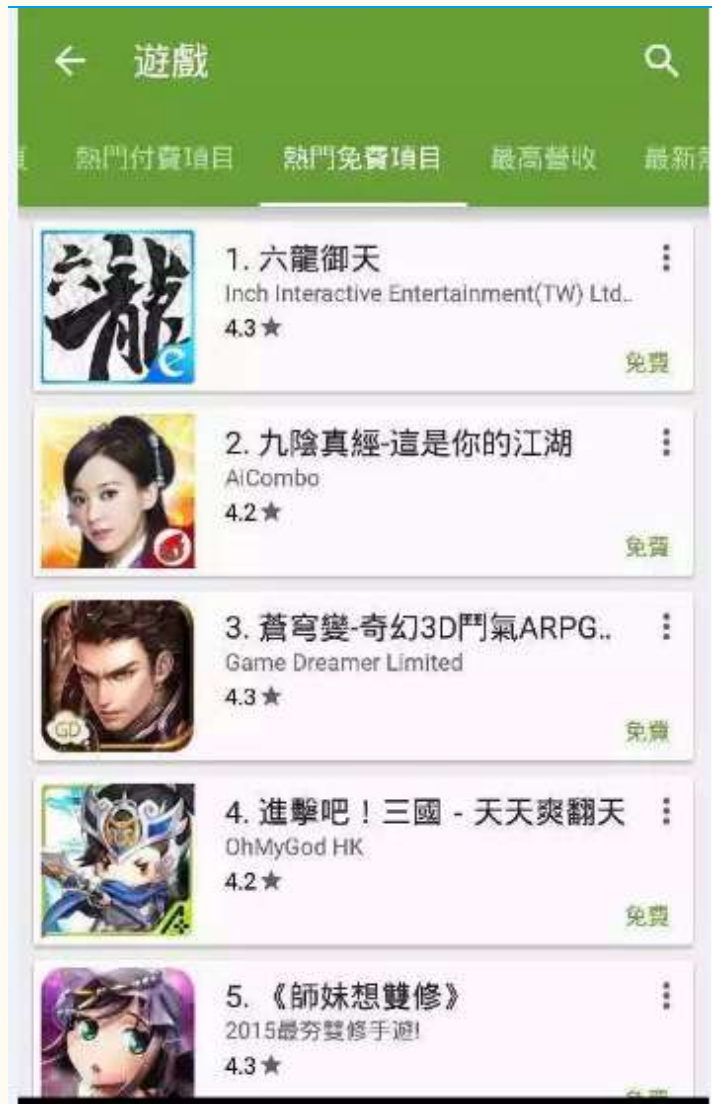 遊戲
熱門付費項目 熱門免費項目 最高營收 最新
六龍
e
1. 六龍御天
Inch Interactive Entertainment(TW) Ltd..
4.3★
免費
2. 九陰真經-這是你的江湖
AiCombo
4.2★
免費
GD
3. 蒼穹變-奇幻3D鬥氣ARPG..
Game Dreamer Limited
4.3★
免費
4. 進擊吧！三國 - 天天爽翻天
OhMyGod HK
4.2★
免費
5. 《師妹想雙修》
2015最夯雙修手遊!
4.3★